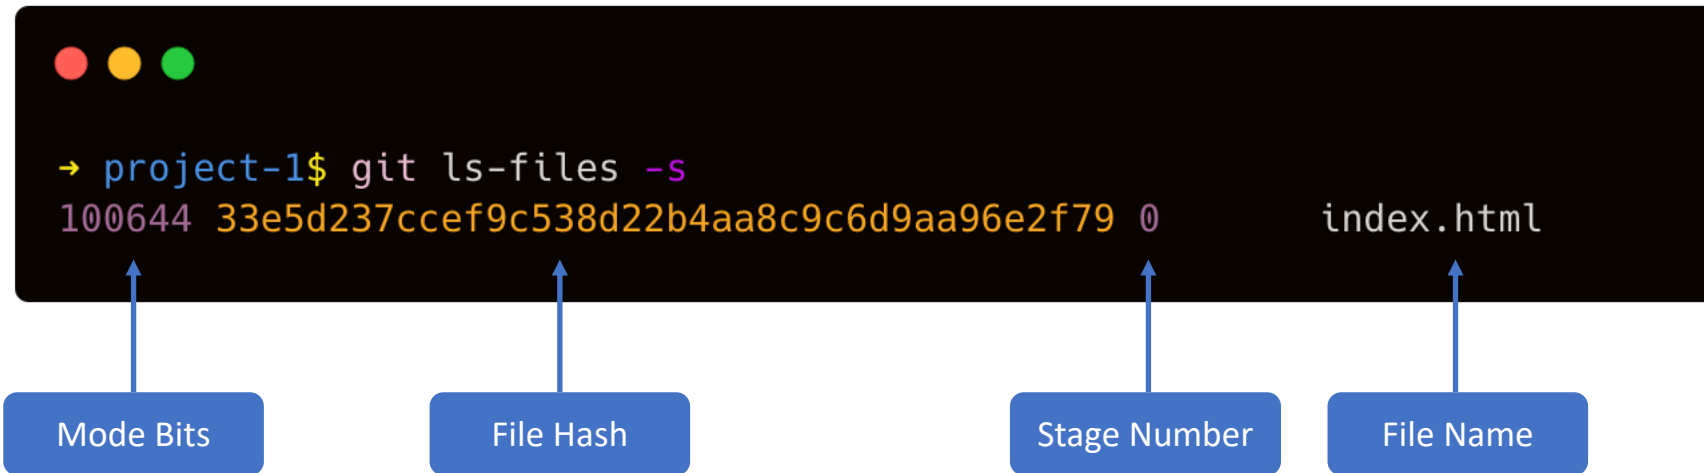 → project-1$ git ls-files -s
100644 33e5d237ccef9c538d22b4aa8c9c6d9aa96e2f79 0 index.html
Mode Bits File Hash Stage Number File Name